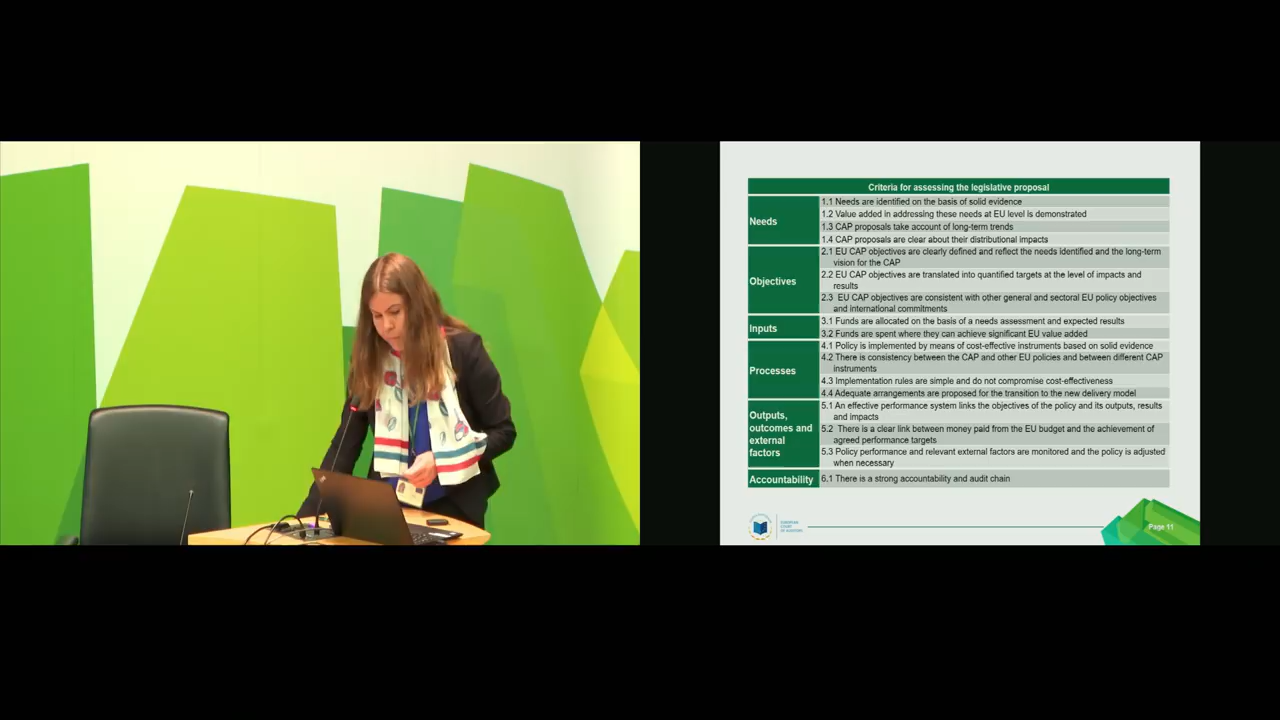 Criteria for assessing the legislative proposal
Needs
1.1 Needs are identified on the basis of solid evidence
1.2 Value added in addressing these needs at EU level is demonstrated
1.3 CAP proposals take account of long-term trends
1.4 CAP proposals are clear about their distributional impacts
Objectives
2.1 EU CAP objectives are clearly defined and reflect the needs identified and the long-term
vision for the CAP
2.2 EU CAP objectives are translated into quantified targets at the level of impacts and
results
2.3 EU CAP objectives are consistent with other general and sectoral EU policy objectives
and international commitments
Inputs
3.1 Funds are allocated on the basis of a needs assessment and expected results
3.2 Funds are spent where they can achieve significant EU value added
Processes
4.1 Policy is implemented by means of cost-effective instruments based on solid evidence
4.2 There is consistency between the CAP and other EU policies and between different CAP
instruments
4.3 Implementation rules are simple and do not compromise cost-effectiveness
4.4 Adequate arrangements are proposed for the transition to the new delivery model
Outputs,
outcomes and
external
factors
5.1 An effective performance system links the objectives of the policy and its outputs, results
and impacts
5.2 There is a clear link between money paid from the EU budget and the achievement of
agreed performance targets
5.3 Policy performance and relevant external factors are monitored and the policy is adjusted
when necessary
Accountability
6.1 There is a strong accountability and audit chain
EUROPEAN
COURT
OF AUDITORS
Page 11